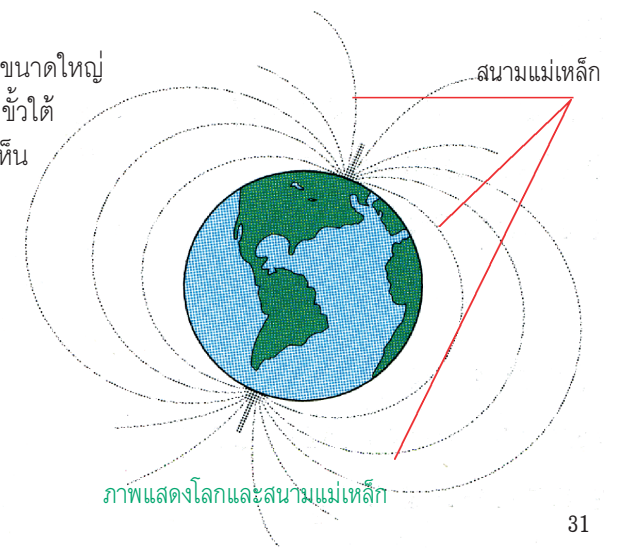 ขนาดใหญ่
ขั้วใต้
ห็น
สนามแม่เหล็ก
ภาพแสดงโลกและสนามแม่เหล็ก
31